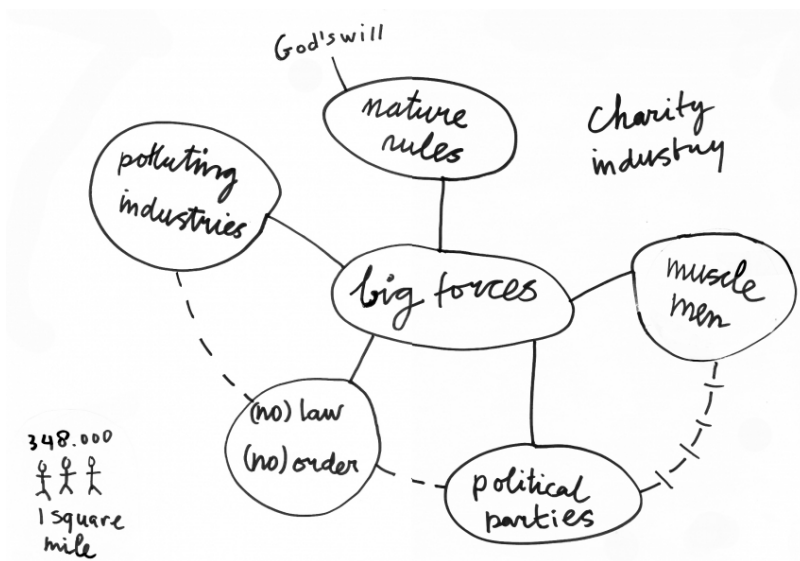 God's will
nature
rules
Charity
industry
polluting
industries
big forces
muscle
men
(no) law
(no) order
political
parties
348.000
1 square
mile